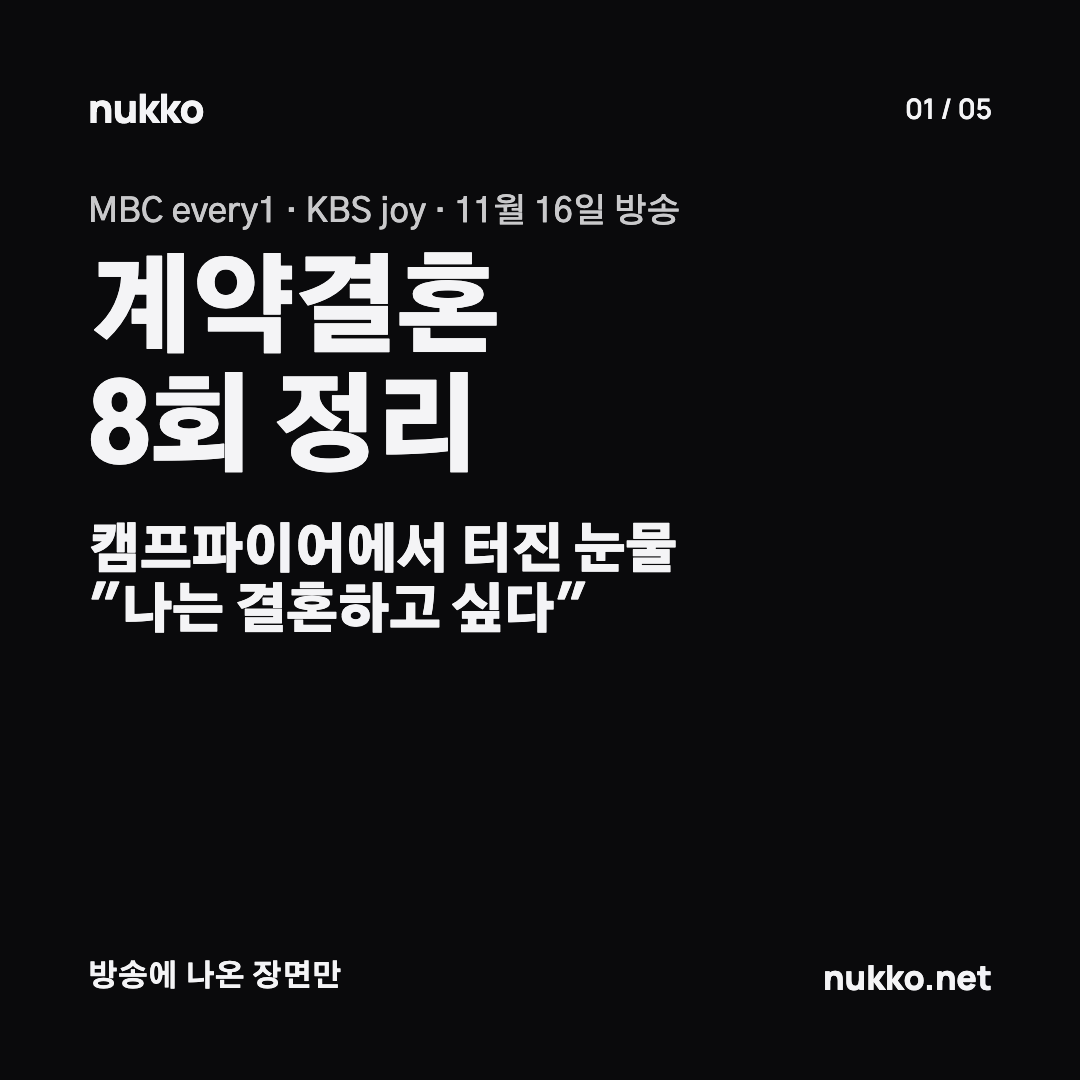 nukko
01 / 05
MBC every1 · KBS joy · 11월 16일 방송
계약결혼
8회 정리
캠프파이어에서 터진 눈물
"나는 결혼하고 싶다"
방송에 나온 장면만
nukko.net